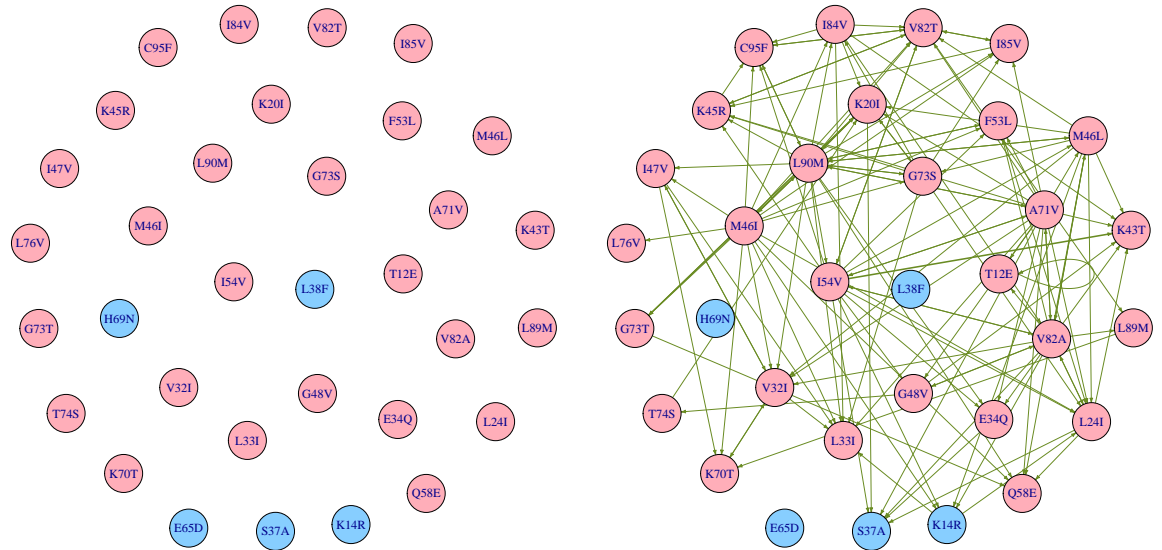 I84V
V82T
C95F
I85V
K20I
K45R
F53L
M46L
L90M
I47V
G73S
A71V
M46I
K43T
L76V
T12E
I54V
L38F
H69N
G73T
L89M
V82A
V32I
G48V
T74S
E34Q
L24I
L33I
K70T
Q58E
E65D
S37A
K14R
I84V
V82T
C95F
I85V
K20I
K45R
F53L
M46L
L90M
I47V
G73S
A71V
M46I
K43T
L76V
T12E
I54V
L38F
H69N
G73T
L89M
V82A
V32I
G48V
T74S
E34Q
L24I
L33I
K70T
Q58E
E65D
S37A
K14R